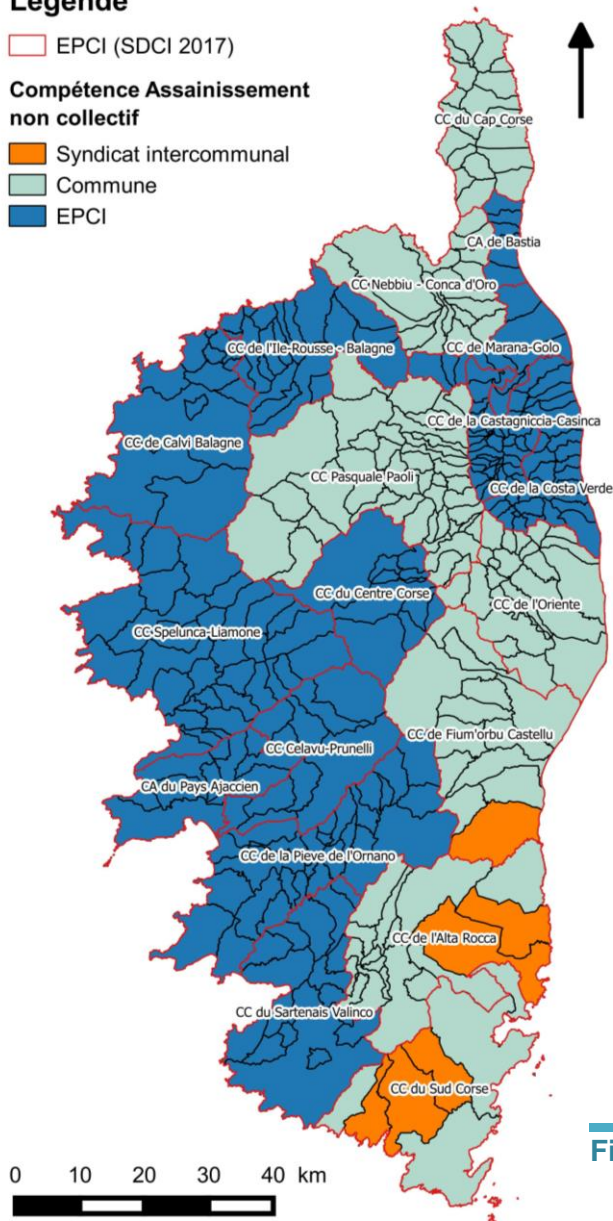 Légende
EPCI (SDCI 2017)
Compétence Assainissement
non collectif
Syndicat intercommunal
Commune
EPCI
CC du Cap Corse
CA de Bastia
CC Nebbiu - Conca d'Oro
CC de l'Ile-Rousse - Balagne
CC de Marana-Golo
CC de la Castagniccia-Casinca
CC de Calvi Balagne
CC Pasquale Paoli
CC de la Costa Verde
CC du Centre Corse
CC de l'Oriente
CC Spelunca-Liamone
CC de Fium'orbu Castellu
CC Celavu-Prunelli
CA du Pays Ajaccien
CC de la Pieve de l'Ornano
CC de l'Alta Rocca
CC du Sartenais Valinco
CC du Sud Corse
Fi
0 10 20 30 40 km